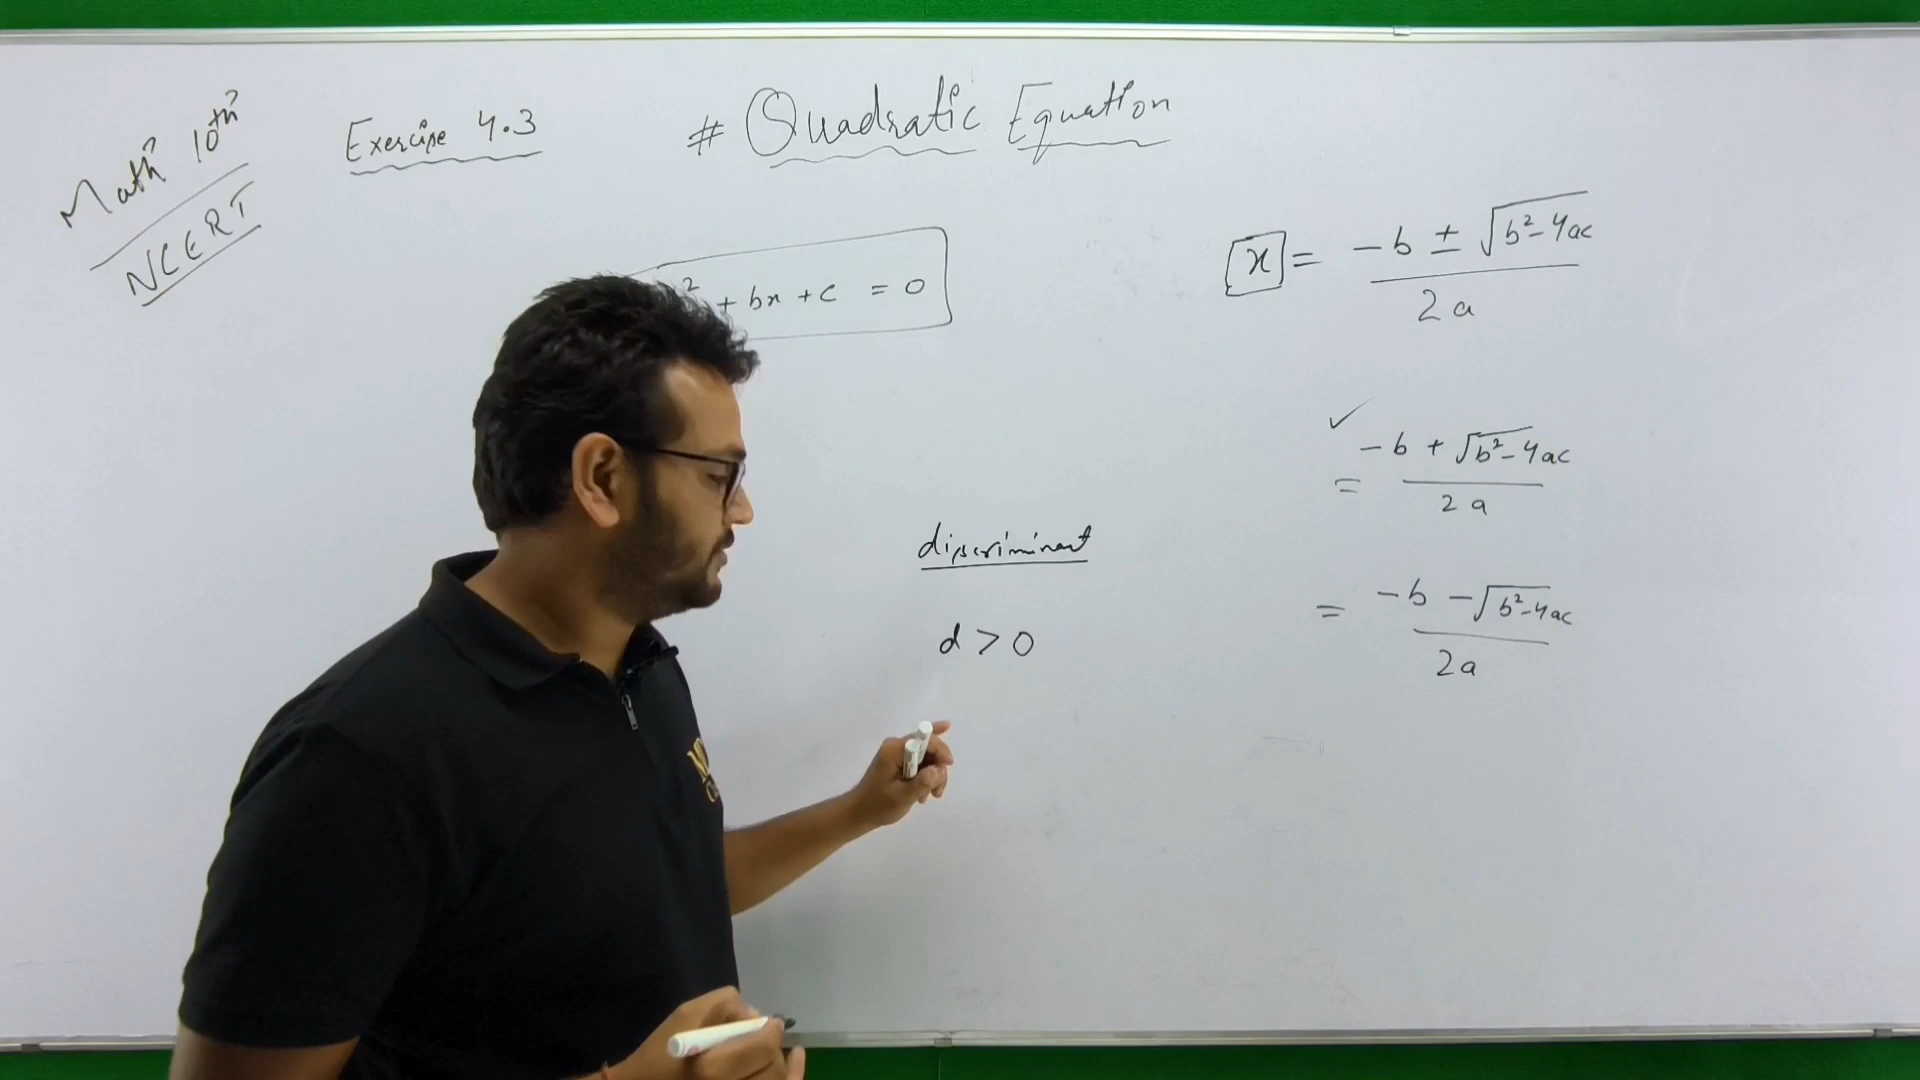 Math 10th
NCERT
Exercise 4.3
# Quadratic Equation
² + bx + c = 0
x = -b ± √b²-4ac / 2a
✓
= -b + √b²-4ac / 2a
discriminant
d > 0
= -b - √b²-4ac / 2a